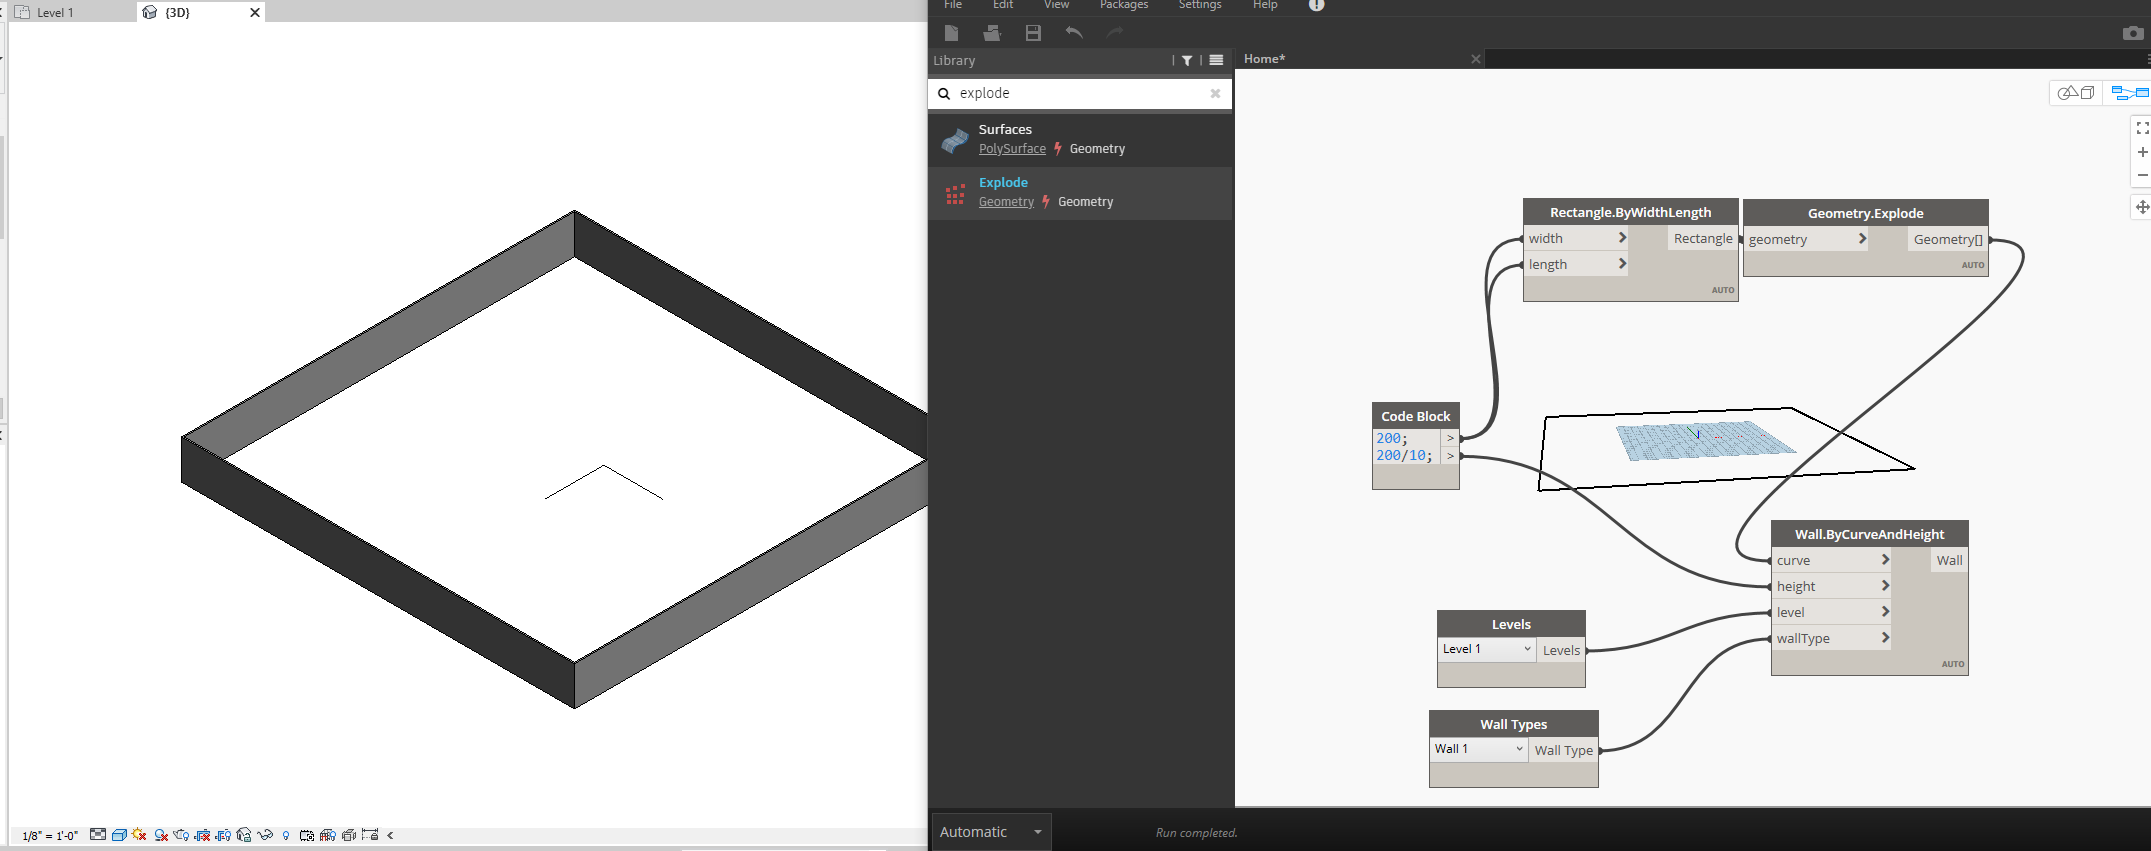 Level 1
{3D}
1/8" = 1'-0"
File Edit View Packages Settings Help
Library
explode
Surfaces
PolySurface Geometry
Explode
Geometry Geometry
Home*
Rectangle.ByWidthLength
width Rectangle
length
AUTO
Geometry.Explode
geometry Geometry[]
AUTO
Code Block
200; >
200/10; >
Wall.ByCurveAndHeight
curve Wall
height
level
wallType
AUTO
Levels
Level 1 Levels
Wall Types
Wall 1 Wall Type
Automatic
Run completed.